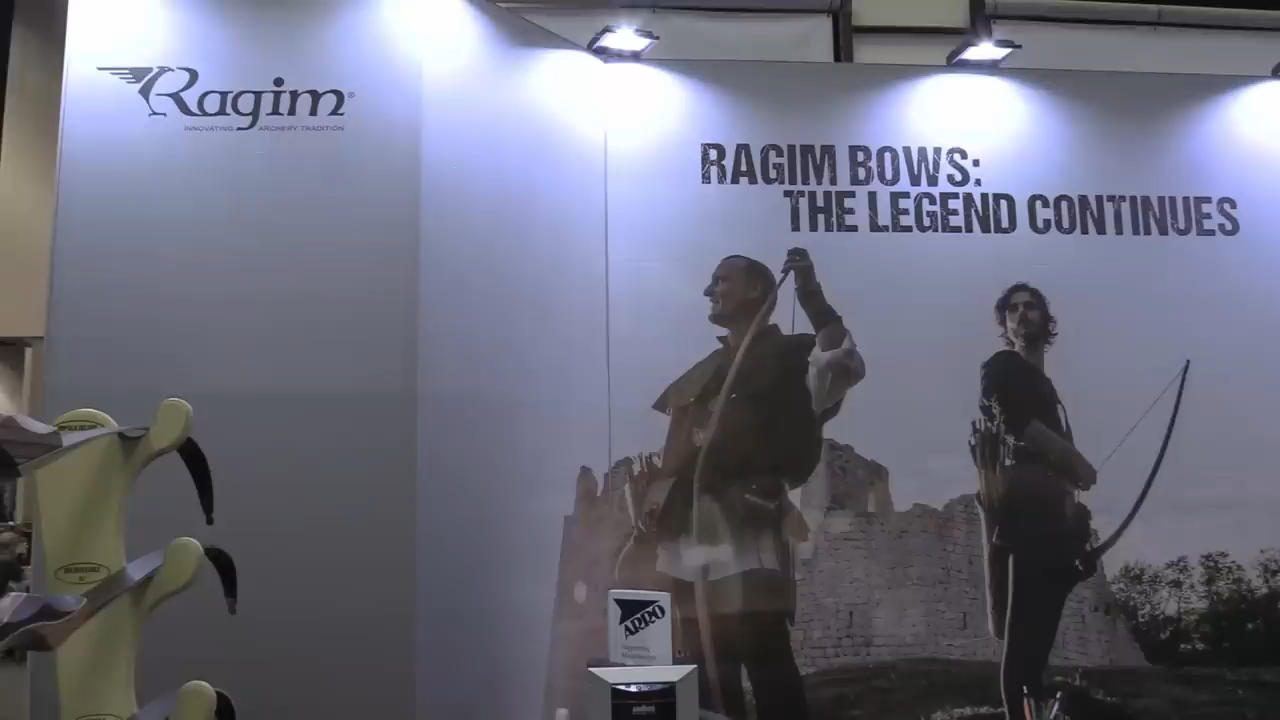 Ragim®
INNOVATING ARCHERY TRADITION
RAGIM BOWS:
THE LEGEND CONTINUES
ARRO